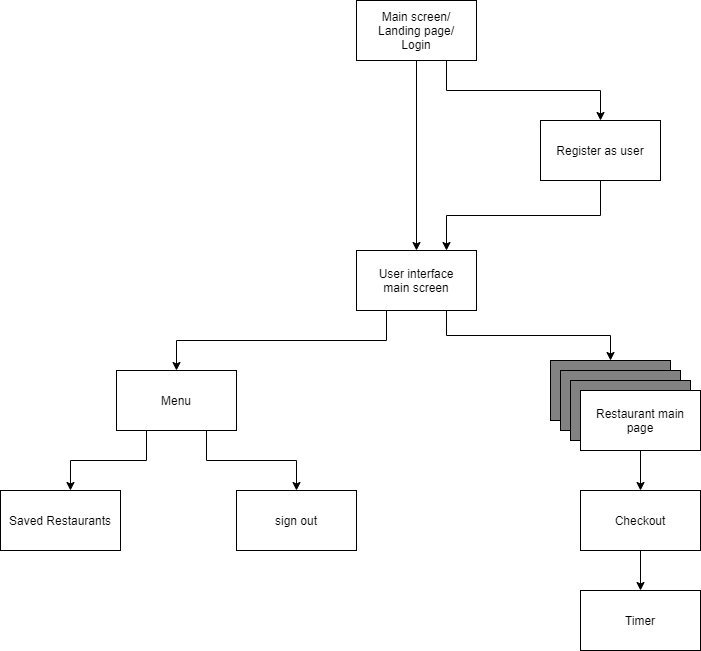 Main screen/
Landing page/
Login
Register as user
User interface
main screen
Menu
Restaurant main
page
Saved Restaurants
sign out
Checkout
Timer